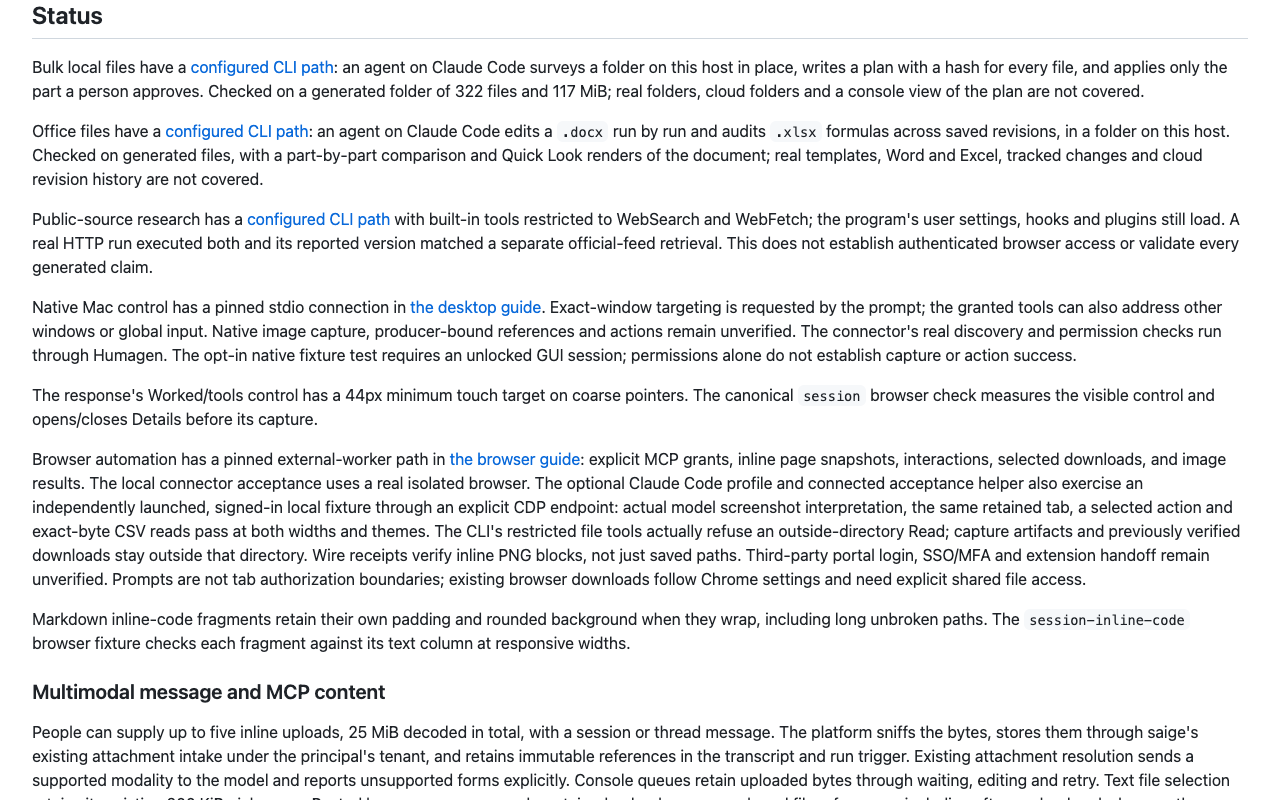 Status
Bulk local files have a configured CLI path: an agent on Claude Code surveys a folder on this host in place, writes a plan with a hash for every file, and applies only the
part a person approves. Checked on a generated folder of 322 files and 117 MiB; real folders, cloud folders and a console view of the plan are not covered.
Office files have a configured CLI path: an agent on Claude Code edits a .docx run by run and audits .xlsx formulas across saved revisions, in a folder on this host.
Checked on generated files, with a part-by-part comparison and Quick Look renders of the document; real templates, Word and Excel, tracked changes and cloud
revision history are not covered.
Public-source research has a configured CLI path with built-in tools restricted to WebSearch and WebFetch; the program's user settings, hooks and plugins still load. A
real HTTP run executed both and its reported version matched a separate official-feed retrieval. This does not establish authenticated browser access or validate every
generated claim.
Native Mac control has a pinned stdio connection in the desktop guide. Exact-window targeting is requested by the prompt; the granted tools can also address other
windows or global input. Native image capture, producer-bound references and actions remain unverified. The connector's real discovery and permission checks run
through Humagen. The opt-in native fixture test requires an unlocked GUI session; permissions alone do not establish capture or action success.
The response's Worked/tools control has a 44px minimum touch target on coarse pointers. The canonical session browser check measures the visible control and
opens/closes Details before its capture.
Browser automation has a pinned external-worker path in the browser guide: explicit MCP grants, inline page snapshots, interactions, selected downloads, and image
results. The local connector acceptance uses a real isolated browser. The optional Claude Code profile and connected acceptance helper also exercise an
independently launched, signed-in local fixture through an explicit CDP endpoint: actual model screenshot interpretation, the same retained tab, a selected action and
exact-byte CSV reads pass at both widths and themes. The CLI's restricted file tools actually refuse an outside-directory Read; capture artifacts and previously verified
downloads stay outside that directory. Wire receipts verify inline PNG blocks, not just saved paths. Third-party portal login, SSO/MFA and extension handoff remain
unverified. Prompts are not tab authorization boundaries; existing browser downloads follow Chrome settings and need explicit shared file access.
Markdown inline-code fragments retain their own padding and rounded background when they wrap, including long unbroken paths. The session-inline-code
browser fixture checks each fragment against its text column at responsive widths.
Multimodal message and MCP content
People can supply up to five inline uploads, 25 MiB decoded in total, with a session or thread message. The platform sniffs the bytes, stores them through saige's
existing attachment intake under the principal's tenant, and retains immutable references in the transcript and run trigger. Existing attachment resolution sends a
supported modality to the model and reports unsupported forms explicitly. Console queues retain uploaded bytes through waiting, editing and retry. Text file selection